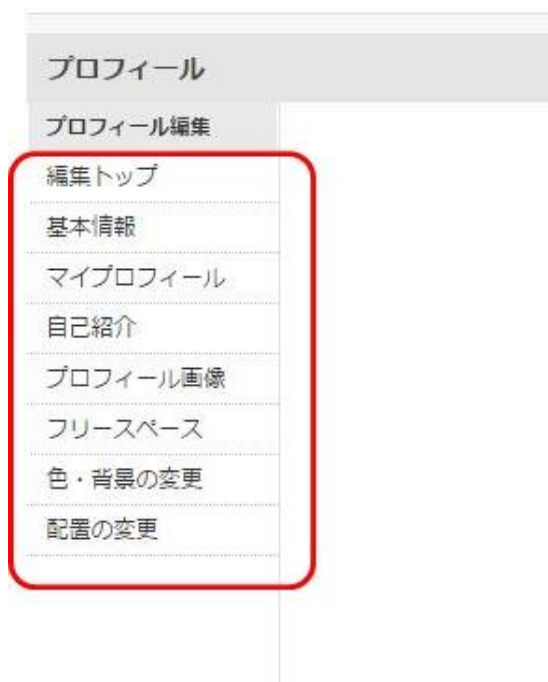 プロフィール
プロフィール編集
編集トップ
基本情報
マイプロフィール
自己紹介
プロフィール画像
フリースペース
色・背景の変更
配置の変更